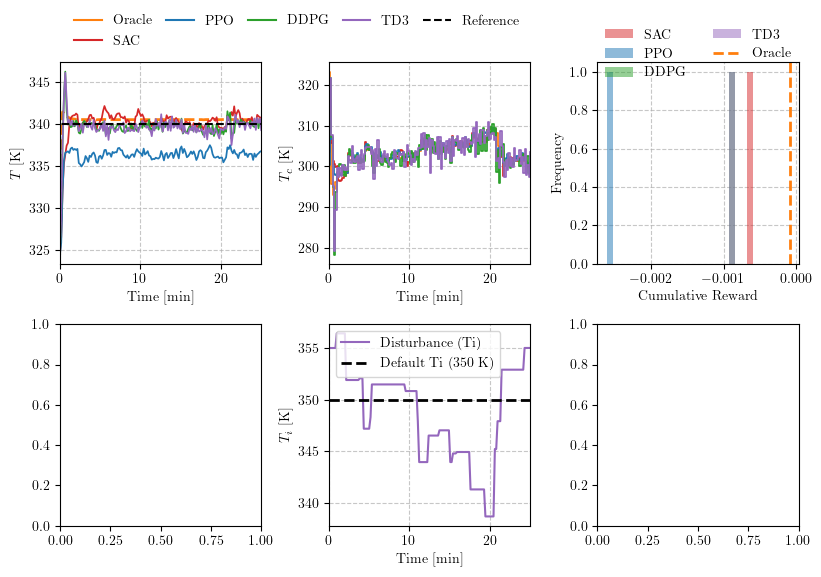 Oracle PPO DDPG TD3 Reference
SAC
SAC TD3
PPO Oracle
DDPG
345
340
335
330
325
T [K]
0 10 20
Time [min]
320
310
300
290
280
T_c [K]
0 10 20
Time [min]
1.0
0.8
0.6
0.4
0.2
0.0
Frequency
−0.002 −0.001 0.000
Cumulative Reward
1.0
0.8
0.6
0.4
0.2
0.0
0.00 0.25 0.50 0.75 1.00
Disturbance (Ti)
Default Ti (350 K)
355
350
345
340
T_i [K]
0 10 20
Time [min]
1.0
0.8
0.6
0.4
0.2
0.0
0.00 0.25 0.50 0.75 1.00